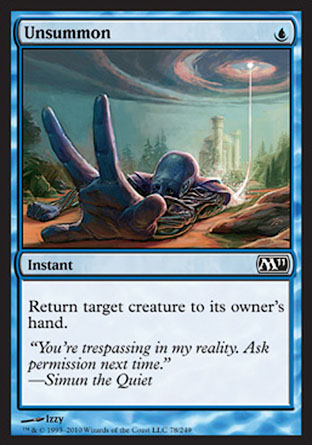 Unsummon
Instant
M11
Return target creature to its owner's
hand.
"You're trespassing in my reality. Ask
permission next time."
—Simun the Quiet
Izzy
™ & © 1993–2010 Wizards of the Coast LLC 78/249